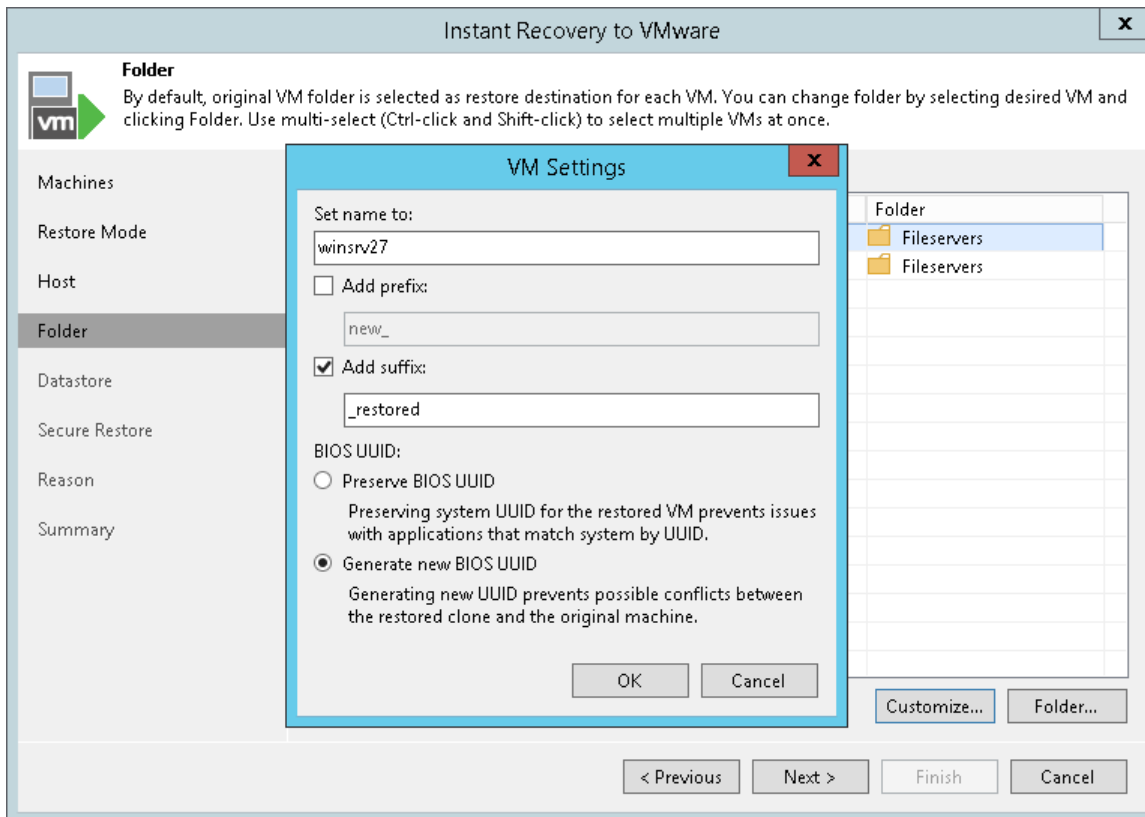 Instant Recovery to VMware
x
Folder
By default, original VM folder is selected as restore destination for each VM. You can change folder by selecting desired VM and
clicking Folder. Use multi-select (Ctrl-click and Shift-click) to select multiple VMs at once.
vm
Machines
Restore Mode
Host
Folder
Datastore
Secure Restore
Reason
Summary
VM Settings
x
Set name to:
winsrv27
Add prefix:
new_
Add suffix:
_restored
BIOS UUID:
Preserve BIOS UUID
Preserving system UUID for the restored VM prevents issues
with applications that match system by UUID.
Generate new BIOS UUID
Generating new UUID prevents possible conflicts between
the restored clone and the original machine.
OK
Cancel
Folder
Fileservers
Fileservers
Customize...
Folder...
< Previous
Next >
Finish
Cancel